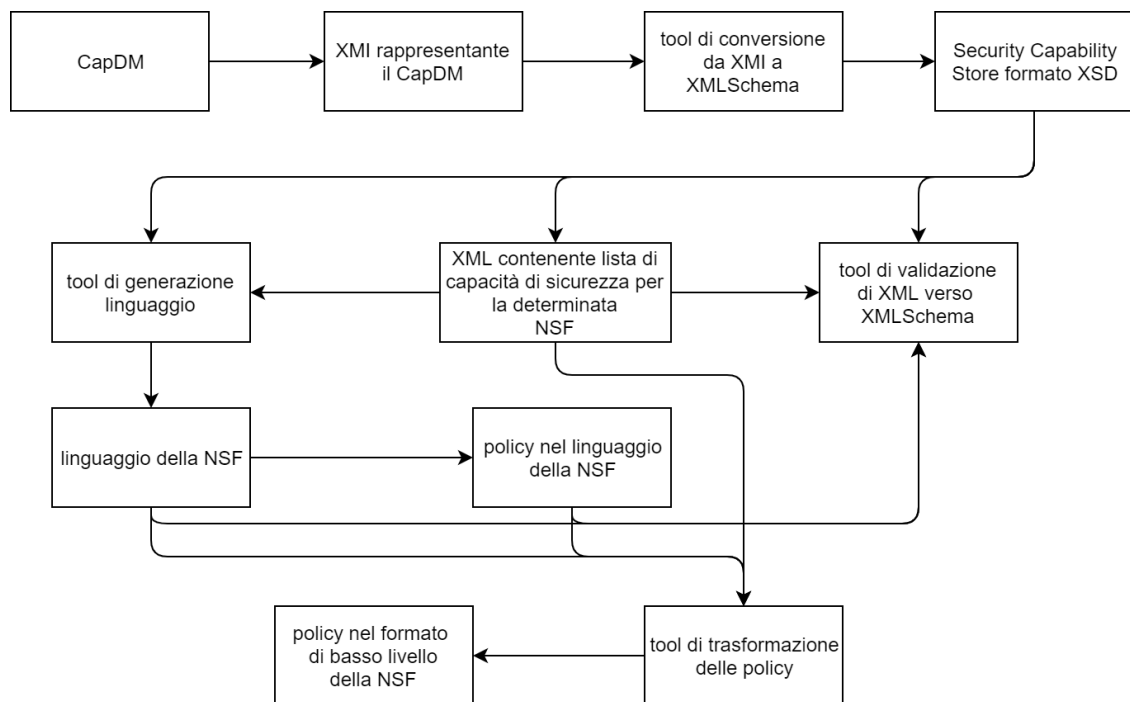 CapDM
XMI rappresentante
il CapDM
tool di conversione
da XMI a
XMLSchema
Security Capability
Store formato XSD
tool di generazione
linguaggio
XML contenente lista di
capacità di sicurezza per
la determinata
NSF
tool di validazione
di XML verso
XMLSchema
linguaggio della NSF
policy nel linguaggio
della NSF
policy nel formato
di basso livello
della NSF
tool di trasformazione
delle policy